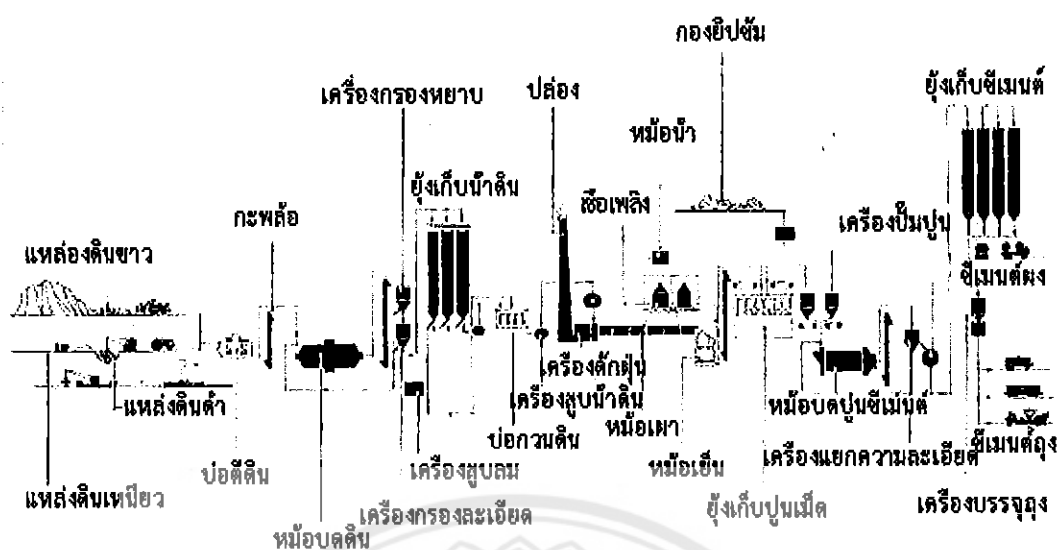 กองยิปซัม
เครื่องกรองหยาบ
ปล่อง
ยุ้งเก็บซีเมนต์
หม้อน้ำ
ยุ้งเก็บน้ำดิน
เชื้อเพลิง
กะพล้อ
เครื่องปั๊มปูน
แหล่งดินขาว
ซีเมนต์ผง
เครื่องดักฝุ่น
แหล่งดินดำ
เครื่องสูบน้ำดิน
หม้อบดปูนซีเมนต์
หม้อเผา
บ่อกวนดิน
ซีเมนต์ถุง
เครื่องแยกความละเอียด
บ่อตีดิน
เครื่องสูบลม
หม้อเย็น
แหล่งดินเหนียว
เครื่องกรองละเอียด
ยุ้งเก็บปูนเม็ด
เครื่องบรรจุถุง
หม้อบดดิน